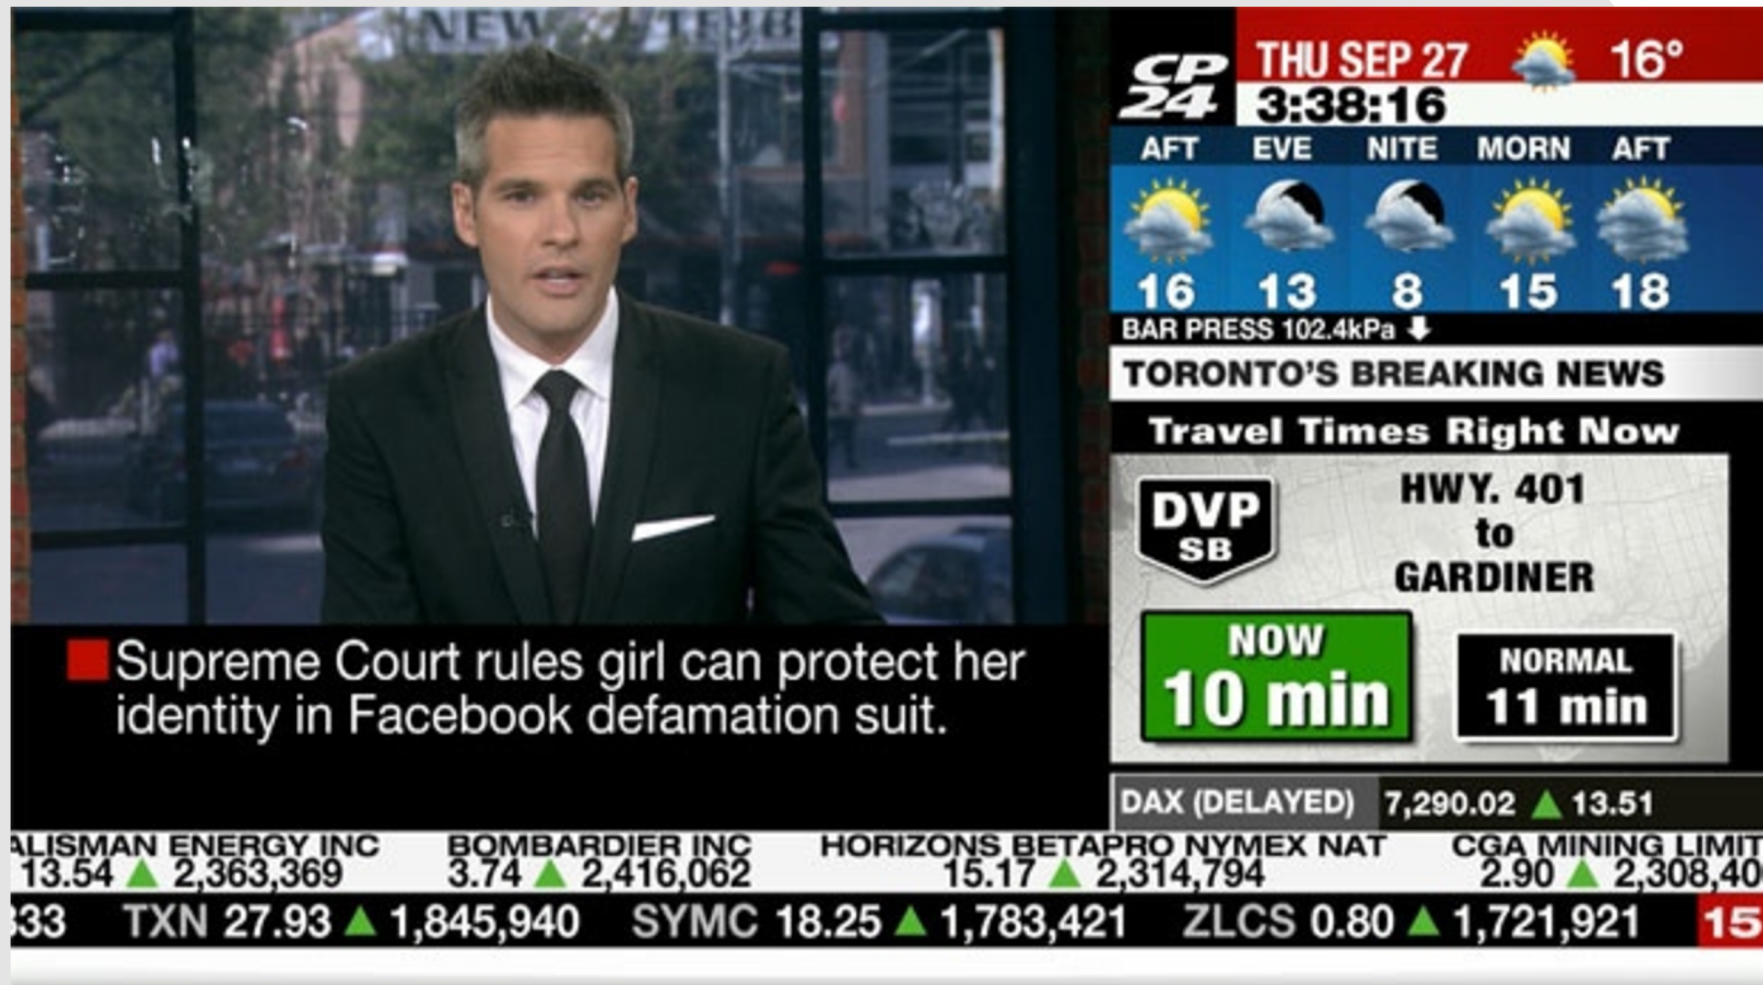 NEW
CP
24
THU SEP 27 16°
3:38:16
AFT EVE NITE MORN AFT
16 13 8 15 18
BAR PRESS 102.4kPa
TORONTO'S BREAKING NEWS
Travel Times Right Now
DVP
SB
HWY. 401
to
GARDINER
NOW
10 min
NORMAL
11 min
Supreme Court rules girl can protect her
identity in Facebook defamation suit.
DAX (DELAYED) 7,290.02 ▲ 13.51
ALISMAN ENERGY INC BOMBARDIER INC HORIZONS BETAPRO NYMEX NAT CGA MINING LIMIT
13.54 ▲ 2,363,369 3.74 ▲ 2,416,062 15.17 ▲ 2,314,794 2.90 ▲ 2,308,40
333 TXN 27.93 ▲ 1,845,940 SYMC 18.25 ▲ 1,783,421 ZLCS 0.80 ▲ 1,721,921 15